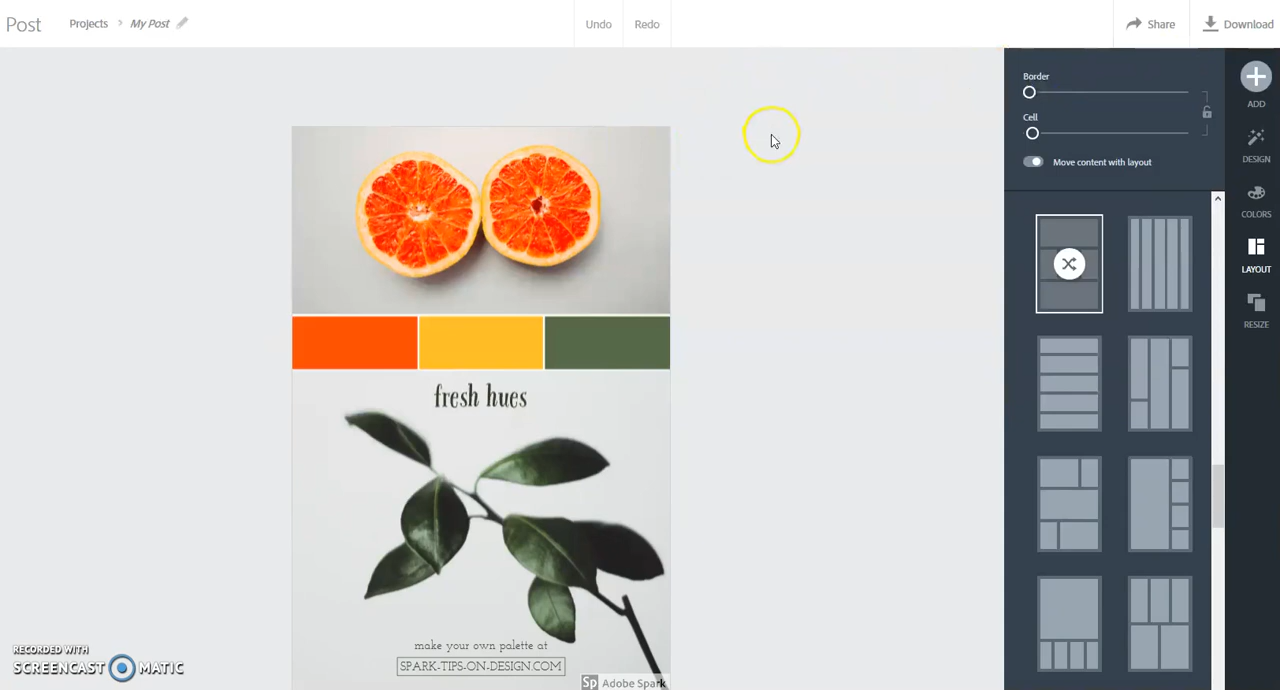 Post
Projects > My Post
Undo
Redo
Share
Download
Border
Cell
Move content with layout
ADD
DESIGN
COLORS
LAYOUT
RESIZE
fresh hues
make your own palette at
SPARK-TIPS-ON-DESIGN.COM
Sp Adobe Spark
RECORDED WITH
SCREENCAST MATIC